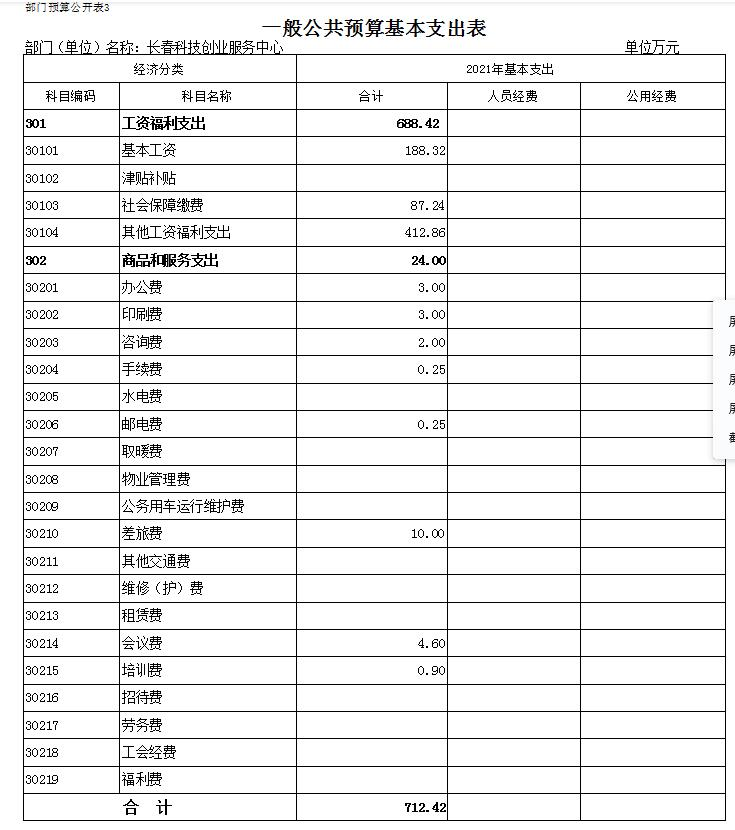 部门预算公开表3
一般公共预算基本支出表
部门（单位）名称：长春科技创业服务中心 单位万元
经济分类 2021年基本支出
科目编码 科目名称 合计 人员经费 公用经费
301 工资福利支出 688.42
30101 基本工资 188.32
30102 津贴补贴
30103 社会保障缴费 87.24
30104 其他工资福利支出 412.86
302 商品和服务支出 24.00
30201 办公费 3.00
30202 印刷费 3.00
30203 咨询费 2.00
30204 手续费 0.25
30205 水电费
30206 邮电费 0.25
30207 取暖费
30208 物业管理费
30209 公务用车运行维护费
30210 差旅费 10.00
30211 其他交通费
30212 维修（护）费
30213 租赁费
30214 会议费 4.60
30215 培训费 0.90
30216 招待费
30217 劳务费
30218 工会经费
30219 福利费
合 计 712.42